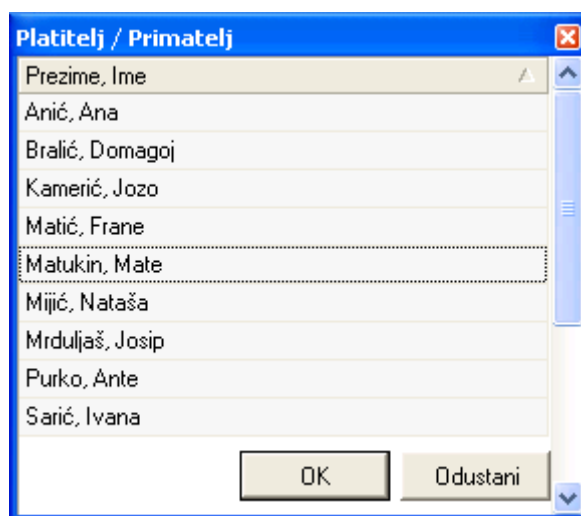 Platitelj / Primatelj
Prezime, Ime
Anić, Ana
Bralić, Domagoj
Kamerić, Jozo
Matić, Frane
Matukin, Mate
Mijić, Nataša
Mrduljaš, Josip
Purko, Ante
Sarić, Ivana
OK Odustani